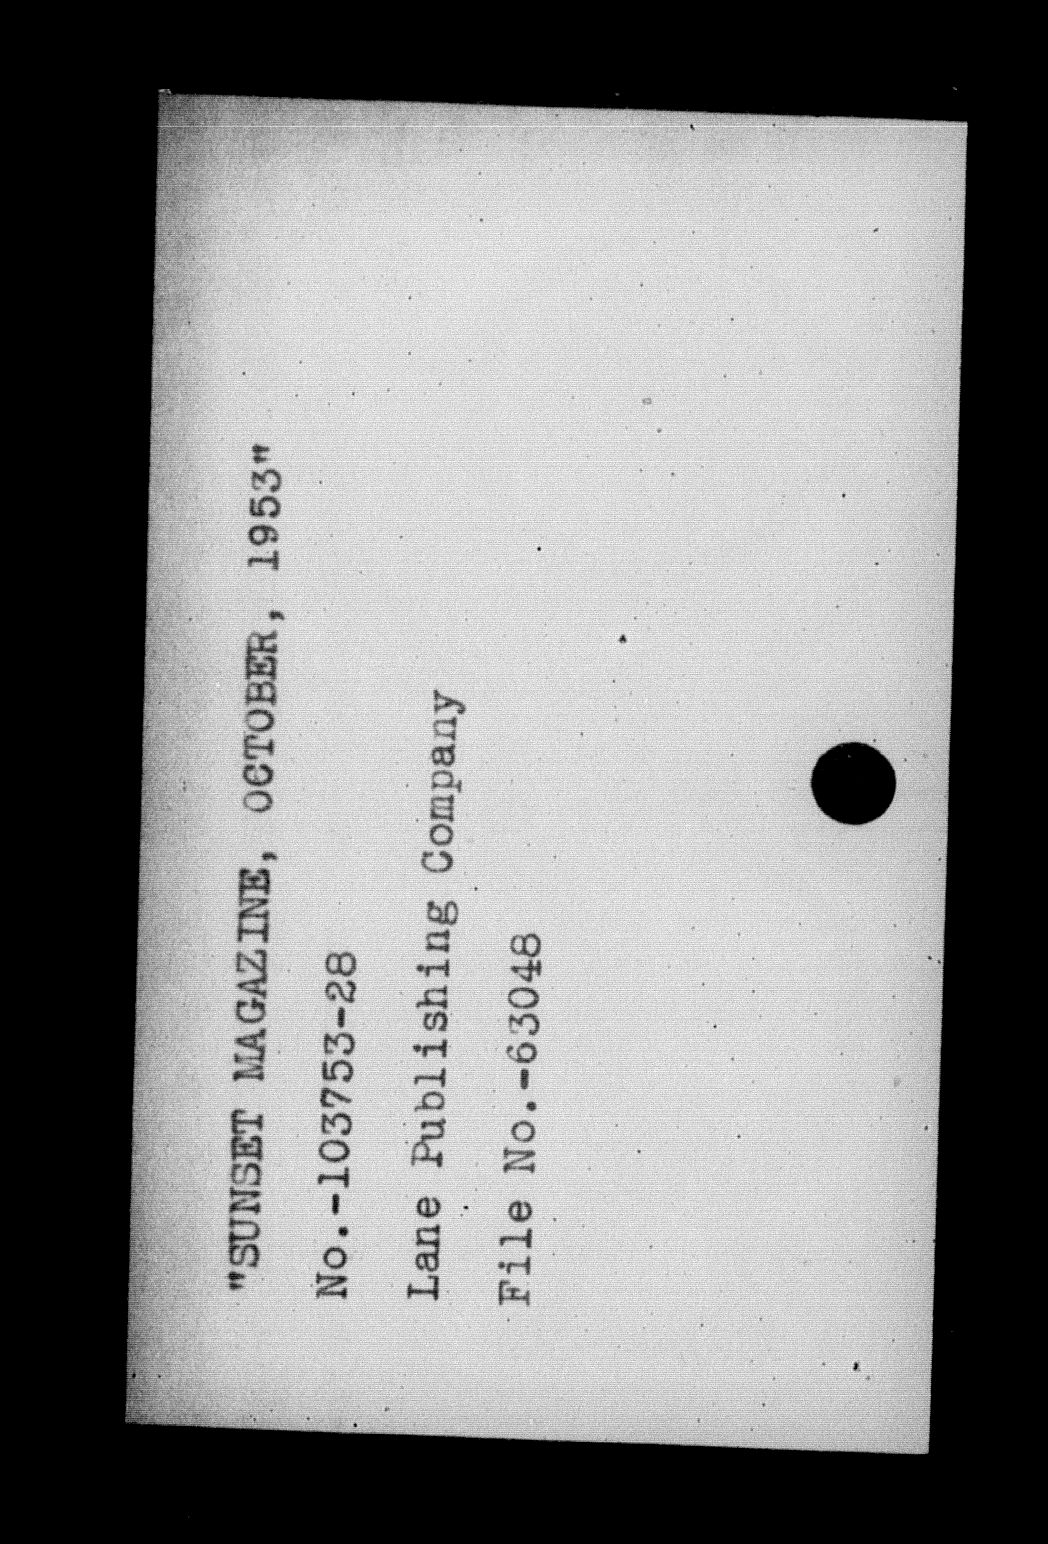 "SUNSET MAGAZINE, OCTOBER, 1953"
No.-103753-28
Lane Publishing Company
File No.-63048